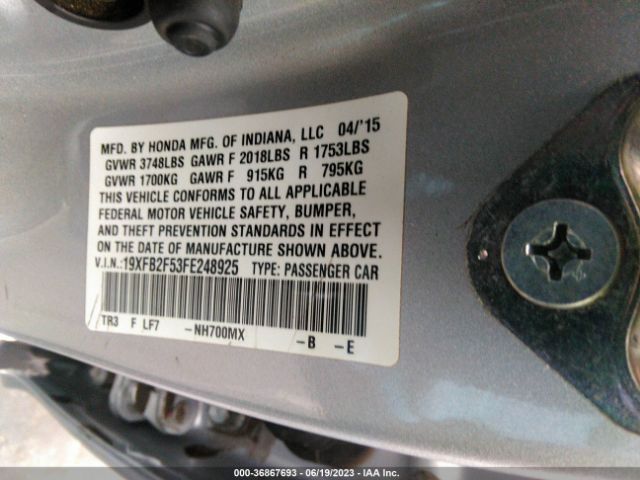 MFD. BY HONDA MFG. OF INDIANA, LLC 04/'15
GVWR 3748LBS GAWR F 2018LBS R 1753LBS
GVWR 1700KG GAWR F 915KG R 795KG
THIS VEHICLE CONFORMS TO ALL APPLICABLE
FEDERAL MOTOR VEHICLE SAFETY, BUMPER,
AND THEFT PREVENTION STANDARDS IN EFFECT
ON THE DATE OF MANUFACTURE SHOWN ABOVE.
V.I.N.:19XFB2F53FE248925 TYPE: PASSENGER CAR
TR3 F LF7 -NH700MX -B -E
000-36867693 - 06/19/2023 - IAA Inc.